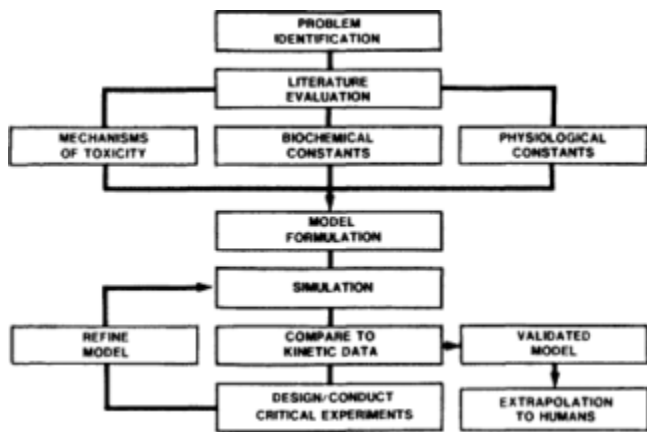 PROBLEM
IDENTIFICATION
LITERATURE
EVALUATION
MECHANISMS
OF TOXICITY
BIOCHEMICAL
CONSTANTS
PHYSIOLOGICAL
CONSTANTS
MODEL
FORMULATION
SIMULATION
REFINE
MODEL
COMPARE TO
KINETIC DATA
VALIDATED
MODEL
DESIGN/CONDUCT
CRITICAL EXPERIMENTS
EXTRAPOLATION
TO HUMANS